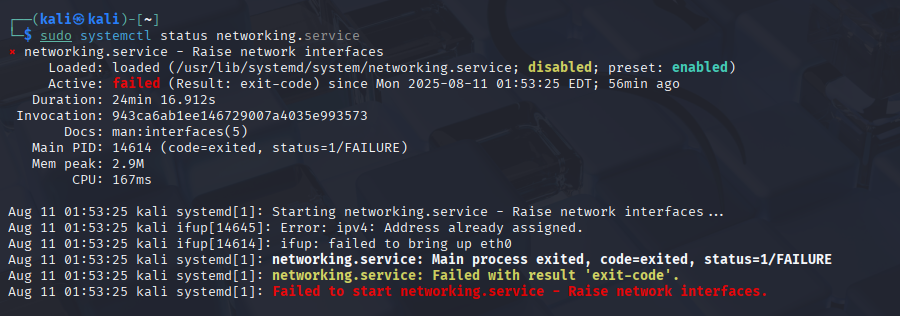 ┌──(kali㉿kali)-[~]
└─$ sudo systemctl status networking.service
× networking.service - Raise network interfaces
Loaded: loaded (/usr/lib/systemd/system/networking.service; disabled; preset: enabled)
Active: failed (Result: exit-code) since Mon 2025-08-11 01:53:25 EDT; 56min ago
Duration: 24min 16.912s
Invocation: 943ca6ab1ee146729007a4035e993573
Docs: man:interfaces(5)
Main PID: 14614 (code=exited, status=1/FAILURE)
Mem peak: 2.9M
CPU: 167ms
Aug 11 01:53:25 kali systemd[1]: Starting networking.service - Raise network interfaces...
Aug 11 01:53:25 kali ifup[14645]: Error: ipv4: Address already assigned.
Aug 11 01:53:25 kali ifup[14614]: ifup: failed to bring up eth0
Aug 11 01:53:25 kali systemd[1]: networking.service: Main process exited, code=exited, status=1/FAILURE
Aug 11 01:53:25 kali systemd[1]: networking.service: Failed with result 'exit-code'.
Aug 11 01:53:25 kali systemd[1]: Failed to start networking.service - Raise network interfaces.